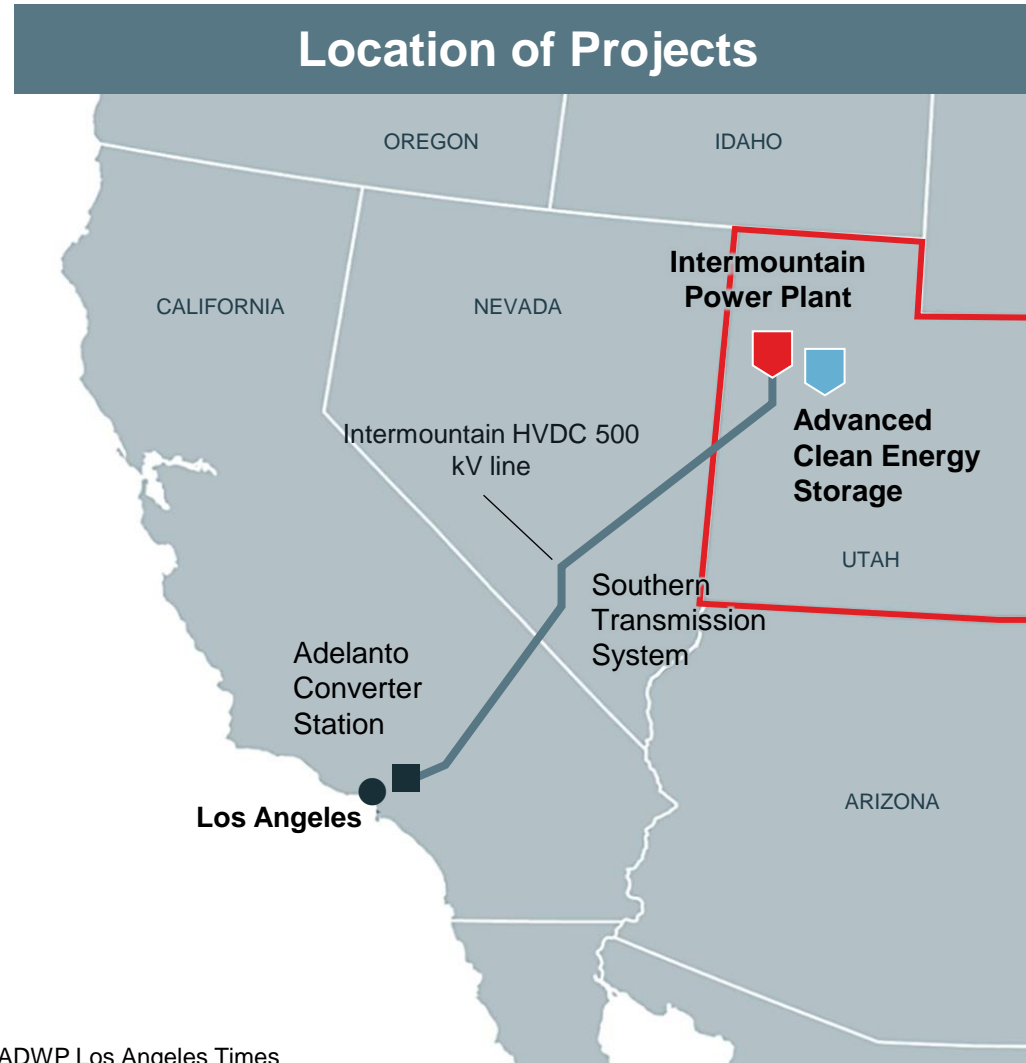 Location of Projects
OREGON
IDAHO
Intermountain
Power Plant
CALIFORNIA
NEVADA
Advanced
Clean Energy
Storage
Intermountain HVDC 500
kV line
UTAH
Southern
Transmission
System
Adelanto
Converter
Station
ARIZONA
Los Angeles
ADWP Los Angeles Times